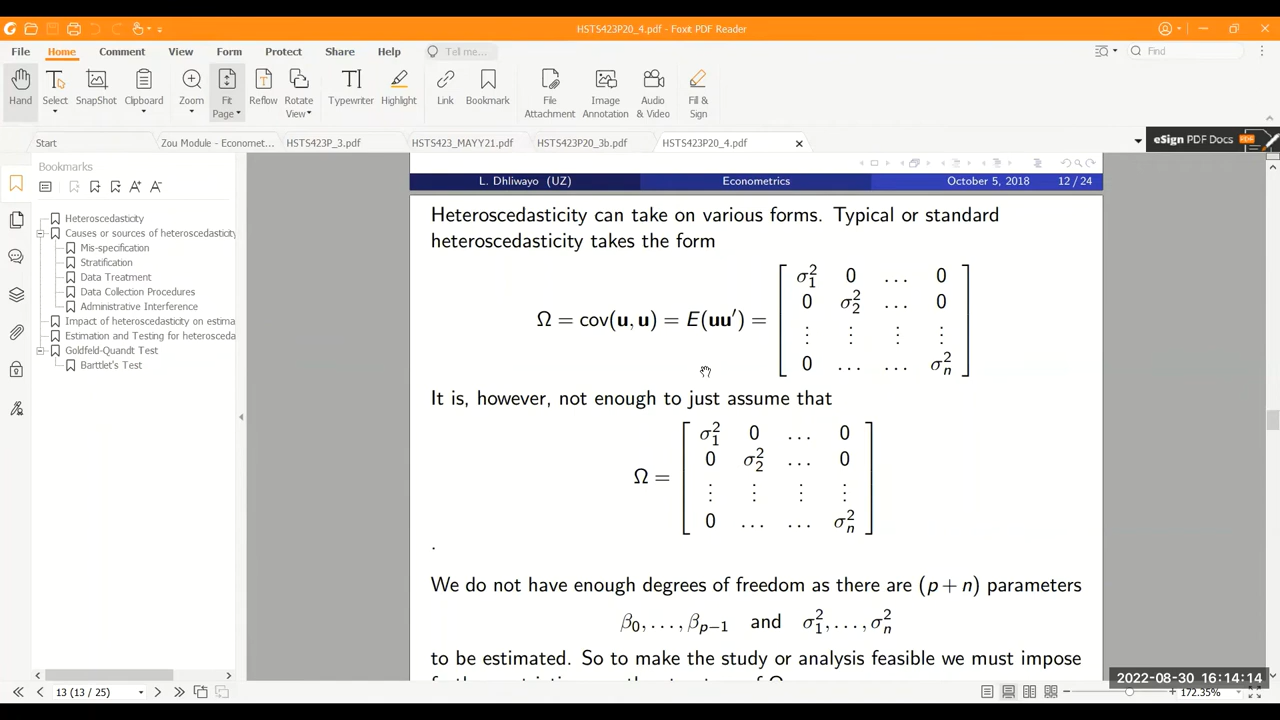 HSTS423P20_4.pdf - Foxit PDF Reader
File Home Comment View Form Protect Share Help Tell me... Find
Hand Select SnapShot Clipboard Zoom Fit Page Reflow Rotate View Typewriter Highlight Link Bookmark File Attachment Image Annotation Audio & Video Fill & Sign
Start Zou Module - Economet... HSTS423P_3.pdf HSTS423_MAYY21.pdf HSTS423P20_3b.pdf HSTS423P20_4.pdf eSign PDF Docs
Bookmarks
Heteroscedasticity
Causes or sources of heteroscedasticity
Mis-specification
Stratification
Data Treatment
Data Collection Procedures
Administrative Interference
Impact of heteroscedasticity on estima
Estimation and Testing for heterosceda
Goldfeld-Quandt Test
Barttlet's Test
L. Dhliwayo (UZ) Econometrics October 5, 2018 12 / 24
Heteroscedasticity can take on various forms. Typical or standard
heteroscedasticity takes the form
Ω = cov(u, u) = E(uu′) =
σ₁² 0 ... 0
0 σ₂² ... 0
⋮ ⋮ ⋮ ⋮
0 ... ... σₙ²
It is, however, not enough to just assume that
Ω =
σ₁² 0 ... 0
0 σ₂² ... 0
⋮ ⋮ ⋮ ⋮
0 ... ... σₙ²
.
We do not have enough degrees of freedom as there are (p + n) parameters
β₀, ..., βₚ₋₁ and σ₁², ..., σₙ²
to be estimated. So to make the study or analysis feasible we must impose
2022-08-30 16:14:14
13 (13 / 25) 172.35%